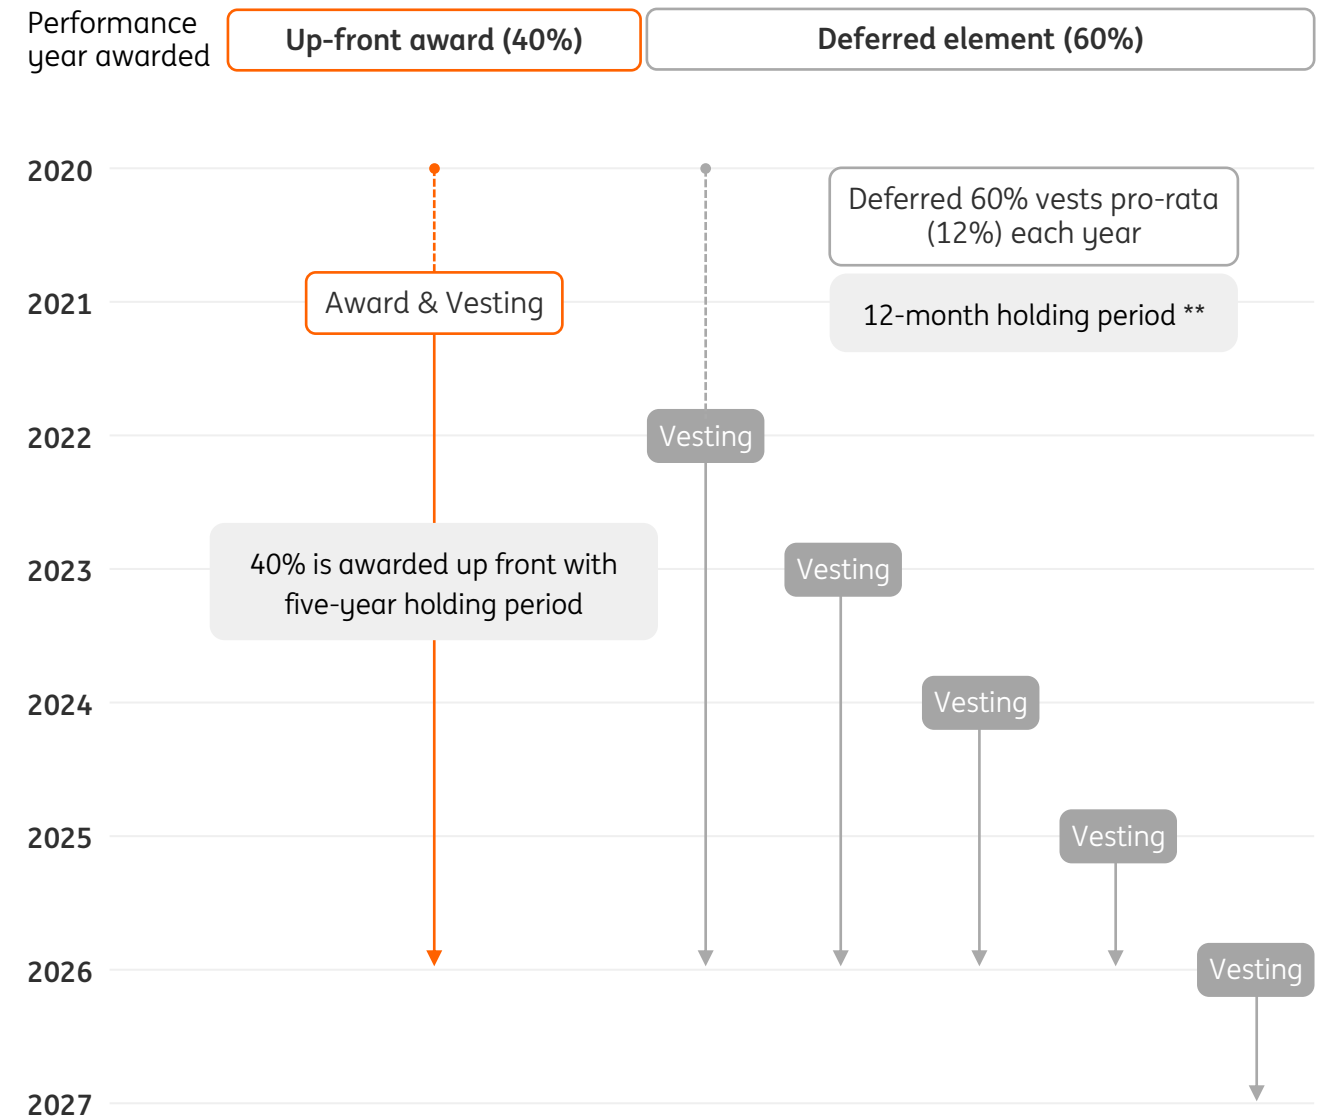 Performance
year awarded
Up-front award (40%)
Deferred element (60%)
2020
Deferred 60% vests pro-rata
(12%) each year
2021
Award & Vesting
12-month holding period **
2022
Vesting
40% is awarded up front with
five-year holding period
2023
Vesting
2024
Vesting
2025
Vesting
2026
Vesting
2027